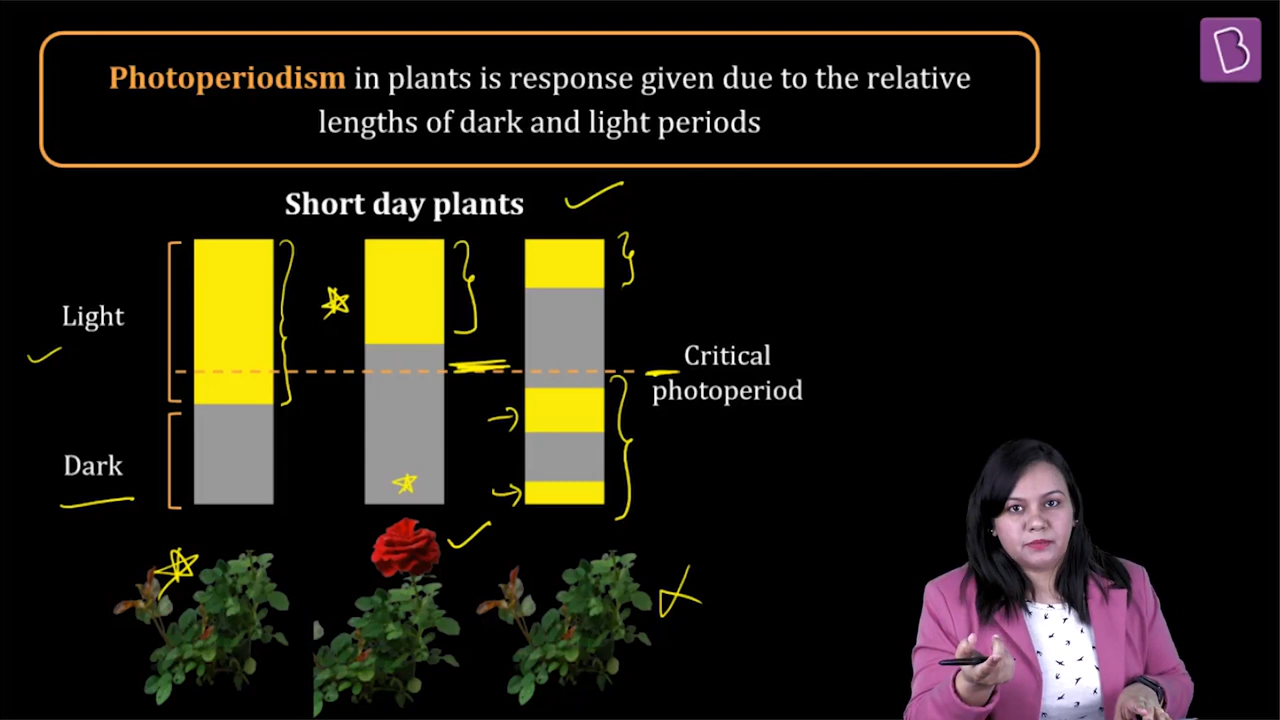 Photoperiodism in plants is response given due to the relative
lengths of dark and light periods
Short day plants
Light
Dark
Critical
photoperiod
B